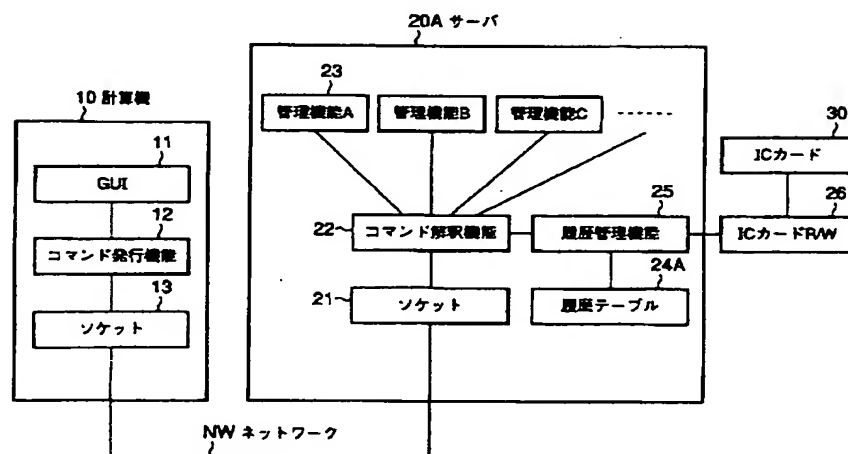 20A サーバ
10 計算機
23
管理機能A
管理機能B
管理機能C
11
GUI
12
コマンド発行機能
13
ソケット
22
コマンド解釈機能
25
履歴管理機能
21
ソケット
24A
履歴テーブル
30
ICカード
26
ICカードR/W
NW ネットワーク